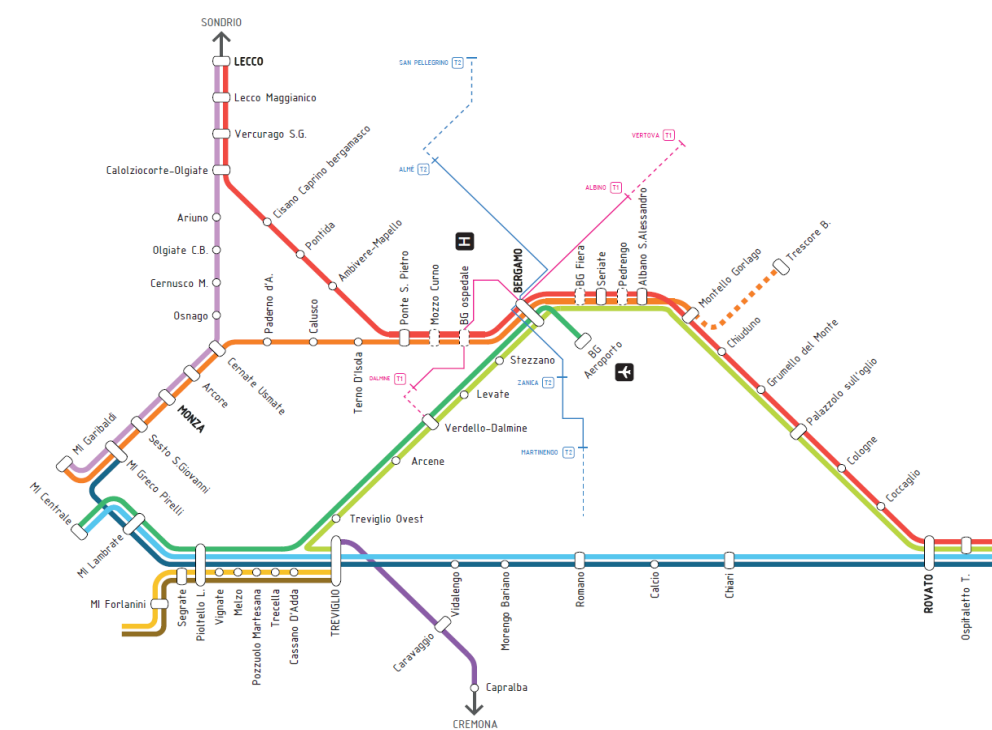 SONDRIO
LECCO
Lecco Maggianico
Vercurago S.G.
Calolziocorte-Olgiate
Ariuno
Olgiate C.B.
Cernusco M.
Osnago
Cisano Caprino bergamasco
Pontida
Ambivere-Mapello
SAN PELLEGRINO T2
ALMÈ T2
VERTOVA T1
ALBINO T1
H
Paderno d'A.
Calusco
Terno D'Isola
Ponte S. Pietro
Mozzo Curno
BG ospedale
BERGAMO
BG Fiera
Seriate
Pedrengo
Albano S.Alessandro
Montello Gorlago
Trescore B.
Chiuduno
Grumello del Monte
Palazzolo sull'oglio
Cologne
Coccaglio
BG
Aeroporto
Cernate Usmate
Arcore
MONZA
Sesto S.Giovanni
MI Greco Pirelli
MI Garibaldi
MI Centrale
MI Lambrate
DALMINE T1
Stezzano
ZANICA T2
Levate
Verdello-Dalmine
MARTINENGO T2
Arcene
Treviglio Ovest
MI Forlanini
Segrate
Pioltello L.
Vignate
Melzo
Pozzuolo Martesana
Trecella
Cassano D'Adda
TREVIGLIO
Vidalengo
Morengo Bariano
Romano
Calcio
Chiari
ROVATO
Ospitaletto T.
Caravaggio
Capralba
CREMONA